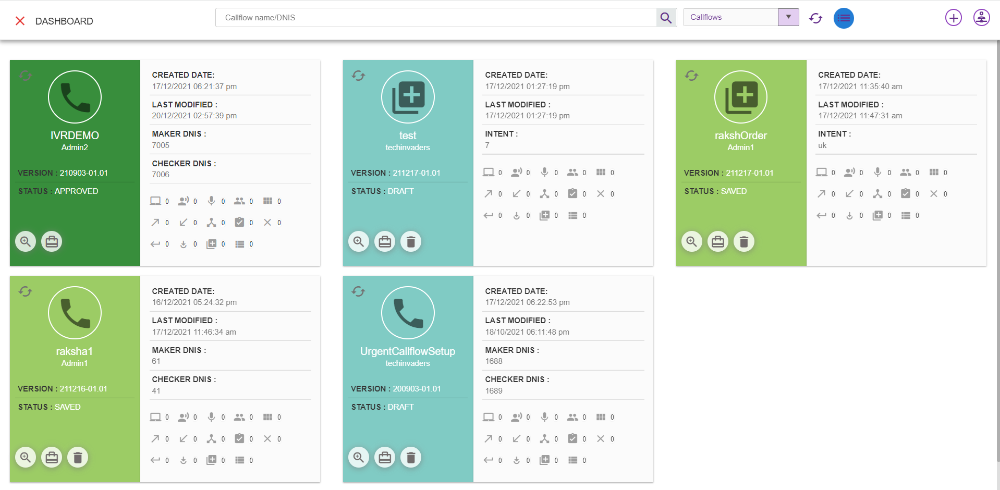 DASHBOARD
Callflow name/DNIS
Callflows
IVRDEMO
Admin2
VERSION : 210903-01.01
STATUS : APPROVED
CREATED DATE:
17/12/2021 06:21:37 pm
LAST MODIFIED :
20/12/2021 02:57:39 pm
MAKER DNIS :
7005
CHECKER DNIS :
7006
0 0 0 0 0
0 0 0 0 0
0 0 0 0
test
techinvaders
VERSION : 211217-01.01
STATUS : DRAFT
CREATED DATE:
17/12/2021 01:27:19 pm
LAST MODIFIED :
17/12/2021 01:27:19 pm
INTENT :
7
0 0 0 0 0
0 0 0 0 0
0 0 0 0
rakshOrder
Admin1
VERSION : 211217-01.01
STATUS : SAVED
CREATED DATE:
17/12/2021 11:35:40 am
LAST MODIFIED :
17/12/2021 11:47:31 am
INTENT :
uk
0 0 0 0 0
0 0 0 0 0
0 0 0 0
raksha1
Admin1
VERSION : 211216-01.01
STATUS : SAVED
CREATED DATE:
16/12/2021 05:24:32 pm
LAST MODIFIED :
17/12/2021 11:46:34 am
MAKER DNIS :
61
CHECKER DNIS :
41
0 0 0 0 0
0 0 0 0 0
0 0 0 0
UrgentCallflowSetup
techinvaders
VERSION : 200903-01.01
STATUS : DRAFT
CREATED DATE:
17/12/2021 06:22:53 pm
LAST MODIFIED :
18/10/2021 06:11:48 pm
MAKER DNIS :
1688
CHECKER DNIS :
1689
0 0 0 0 0
0 0 0 0 0
0 0 0 0